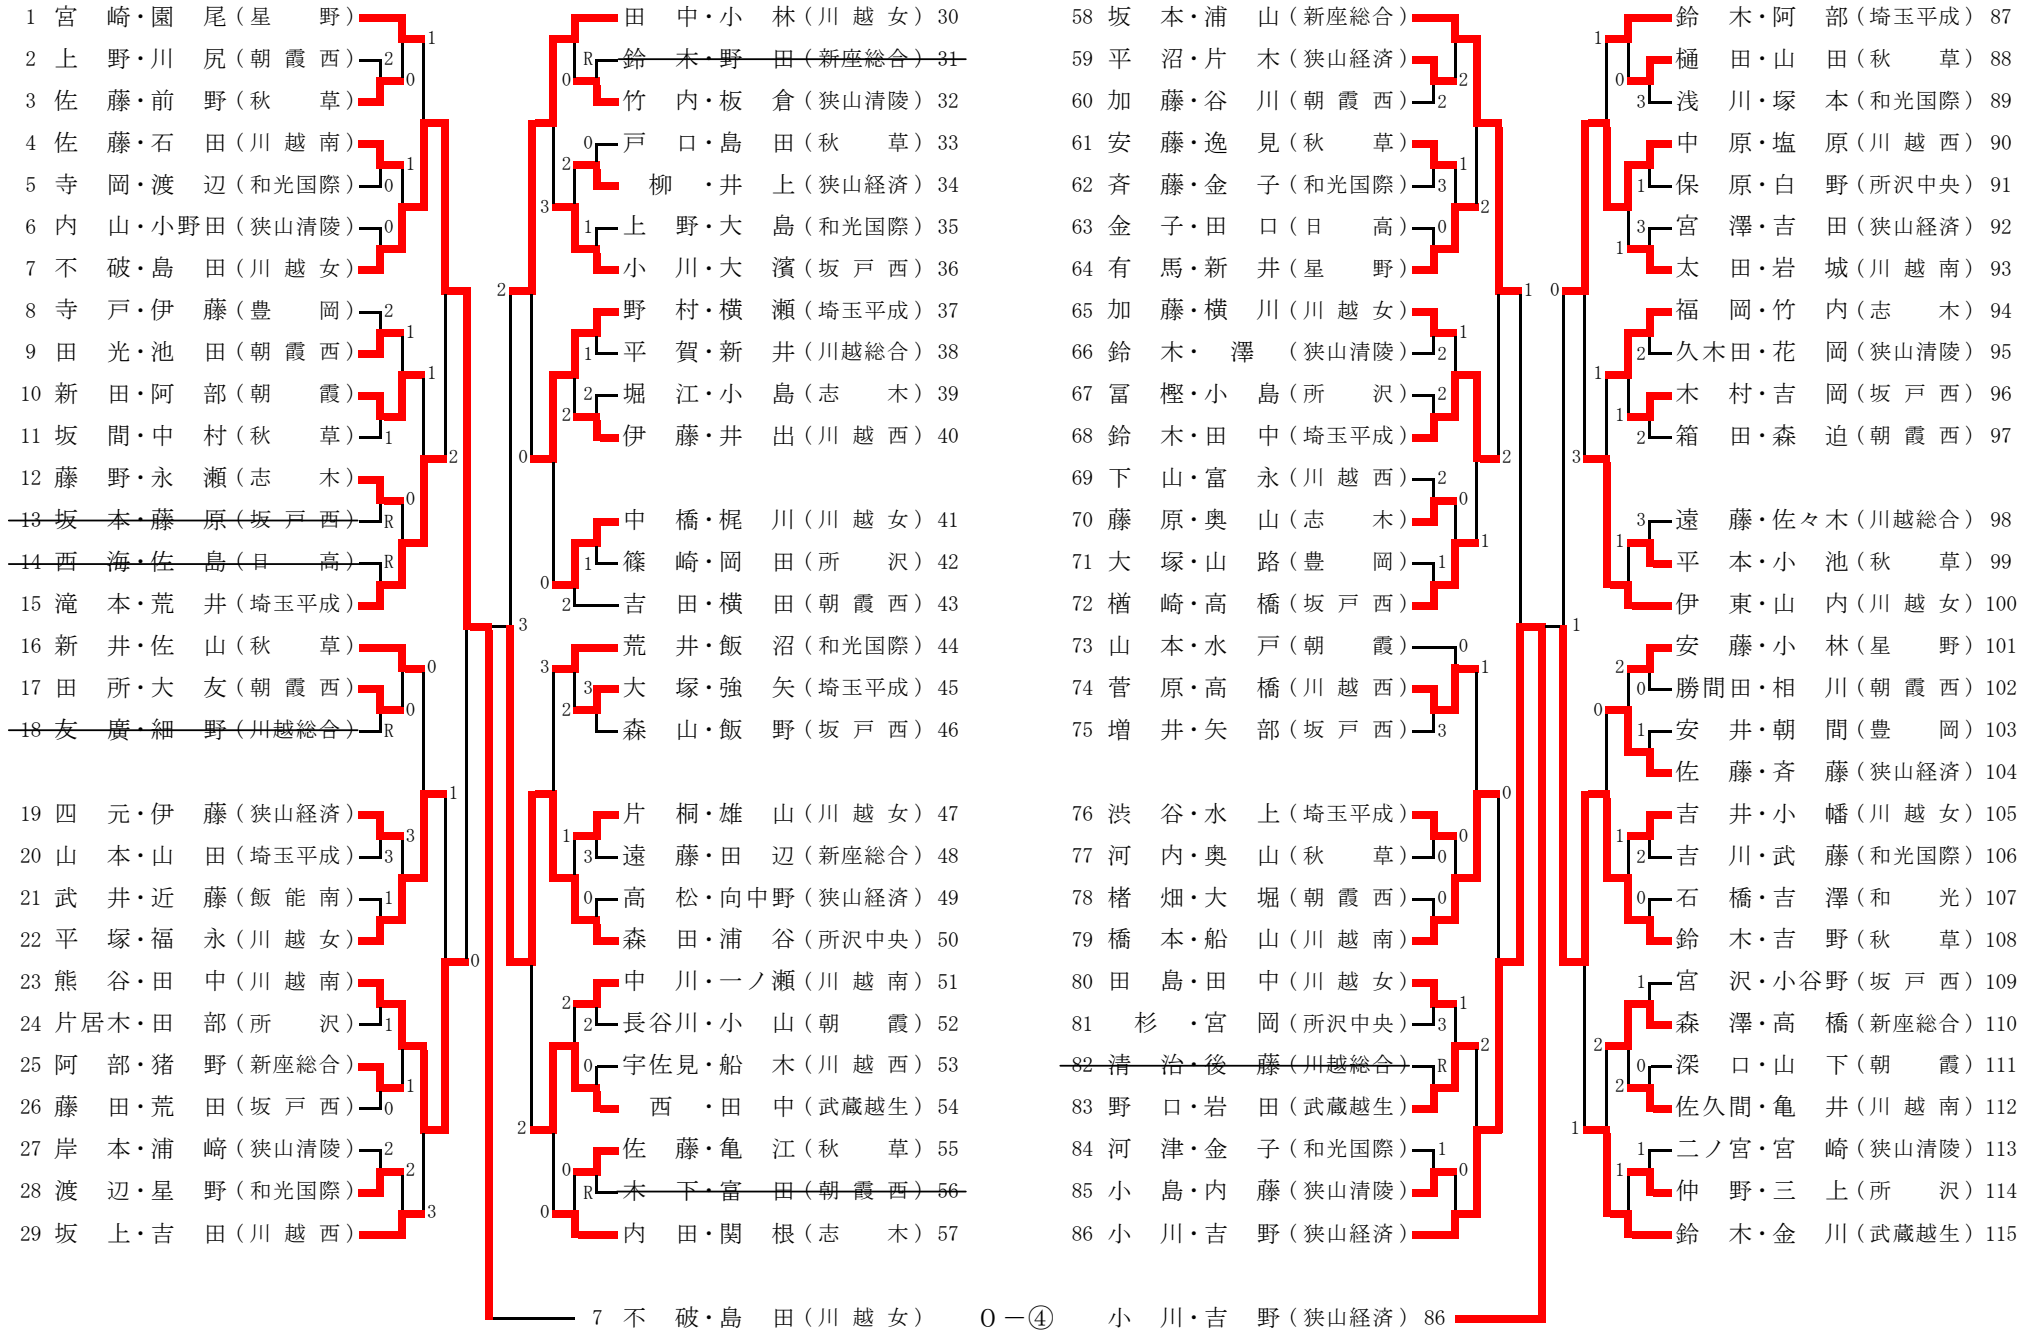 1 宮崎・園尾(星野)
2 上野・川尻(朝霞西)
3 佐藤・前野(秋草)
4 佐藤・石田(川越南)
5 寺岡・渡辺(和光国際)
6 内山・小野田(狭山清陵)
7 不破・島田(川越女)
8 寺戸・伊藤(豊岡)
9 田光・池田(朝霞西)
10 新田・阿部(朝霞)
11 坂間・中村(秋草)
12 藤野・永瀬(志木)
13 坂本・藤原(坂戸西)
14 西海・佐島(日高)
15 滝本・荒井(埼玉平成)
16 新井・佐山(秋草)
17 田所・大友(朝霞西)
18 友廣・細野(川越総合)
19 四元・伊藤(狭山経済)
20 山本・山田(埼玉平成)
21 武井・近藤(飯能南)
22 平塚・福永(川越女)
23 熊谷・田中(川越南)
24 片居木・田部(所沢)
25 阿部・猪野(新座総合)
26 藤田・荒田(坂戸西)
27 岸本・浦﨑(狭山清陵)
28 渡辺・星野(和光国際)
29 坂上・吉田(川越西)
田中・小林(川越女) 30
鈴木・野田(新座総合) 31
竹内・板倉(狭山清陵) 32
戸口・島田(秋草) 33
柳・井上(狭山経済) 34
上野・大島(和光国際) 35
小川・大濱(坂戸西) 36
野村・横瀬(埼玉平成) 37
平賀・新井(川越総合) 38
堀江・小島(志木) 39
伊藤・井出(川越西) 40
中橋・梶川(川越女) 41
篠崎・岡田(所沢) 42
吉田・横田(朝霞西) 43
荒井・飯沼(和光国際) 44
大塚・強矢(埼玉平成) 45
森山・飯野(坂戸西) 46
片桐・雄山(川越女) 47
遠藤・田辺(新座総合) 48
高松・向中野(狭山経済) 49
森田・浦谷(所沢中央) 50
中川・一ノ瀬(川越南) 51
長谷川・小山(朝霞) 52
宇佐見・船木(川越西) 53
西・田中(武蔵越生) 54
佐藤・亀江(秋草) 55
木下・富田(朝霞西) 56
内田・関根(志木) 57
58 坂本・浦山(新座総合)
59 平沼・片木(狭山経済)
60 加藤・谷川(朝霞西)
61 安藤・逸見(秋草)
62 斉藤・金子(和光国際)
63 金子・田口(日高)
64 有馬・新井(星野)
65 加藤・横川(川越女)
66 鈴木・澤(狭山清陵)
67 冨樫・小島(所沢)
68 鈴木・田中(埼玉平成)
69 下山・富永(川越西)
70 藤原・奥山(志木)
71 大塚・山路(豊岡)
72 楢崎・高橋(坂戸西)
73 山本・水戸(朝霞)
74 菅原・高橋(川越西)
75 増井・矢部(坂戸西)
76 渋谷・水上(埼玉平成)
77 河内・奥山(秋草)
78 楮畑・大堀(朝霞西)
79 橋本・船山(川越南)
80 田島・田中(川越女)
81 杉・宮岡(所沢中央)
82 清治・後藤(川越総合)
83 野口・岩田(武蔵越生)
84 河津・金子(和光国際)
85 小島・内藤(狭山清陵)
86 小川・吉野(狭山経済)
鈴木・阿部(埼玉平成) 87
樋田・山田(秋草) 88
浅川・塚本(和光国際) 89
中原・塩原(川越西) 90
保原・白野(所沢中央) 91
宮澤・吉田(狭山経済) 92
太田・岩城(川越南) 93
福岡・竹内(志木) 94
久木田・花岡(狭山清陵) 95
木村・吉岡(坂戸西) 96
箱田・森迫(朝霞西) 97
遠藤・佐々木(川越総合) 98
平本・小池(秋草) 99
伊東・山内(川越女) 100
安藤・小林(星野) 101
勝間田・相川(朝霞西) 102
安井・朝間(豊岡) 103
佐藤・斉藤(狭山経済) 104
吉井・小幡(川越女) 105
吉川・武藤(和光国際) 106
石橋・吉澤(和光) 107
鈴木・吉野(秋草) 108
宮沢・小谷野(坂戸西) 109
森澤・高橋(新座総合) 110
深口・山下(朝霞) 111
佐久間・亀井(川越南) 112
二ノ宮・宮崎(狭山清陵) 113
仲野・三上(所沢) 114
鈴木・金川(武蔵越生) 115
7 不破・島田(川越女) 0－④ 小川・吉野(狭山経済) 86